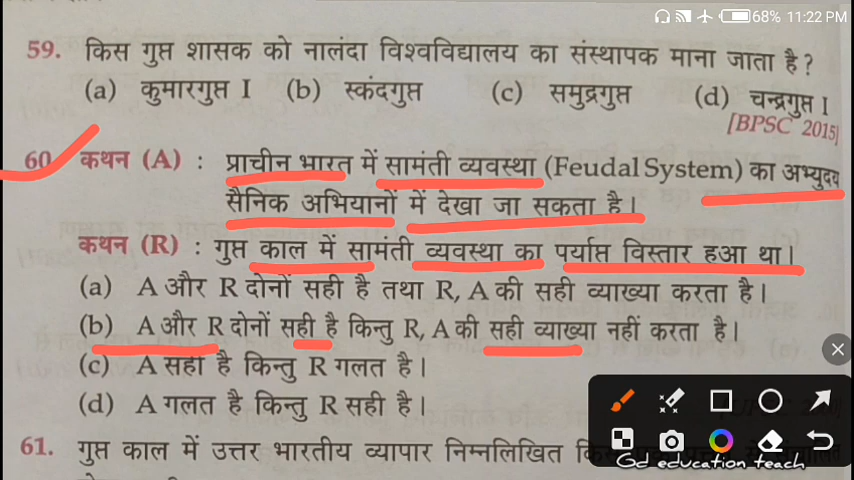 68% 11:22 PM
59. किस गुप्त शासक को नालंदा विश्वविद्यालय का संस्थापक माना जाता है ?
(a) कुमारगुप्त I (b) स्कंदगुप्त (c) समुद्रगुप्त (d) चन्द्रगुप्त I
[BPSC 2015]
60. कथन (A) : प्राचीन भारत में सामंती व्यवस्था (Feudal System) का अभ्युदय
सैनिक अभियानों में देखा जा सकता है।
कथन (R) : गुप्त काल में सामंती व्यवस्था का पर्याप्त विस्तार हुआ था।
(a) A और R दोनों सही है तथा R, A की सही व्याख्या करता है।
(b) A और R दोनों सही है किन्तु R, A की सही व्याख्या नहीं करता है।
(c) A सही है किन्तु R गलत है।
(d) A गलत है किन्तु R सही है।
61. गुप्त काल में उत्तर भारतीय व्यापार निम्नलिखित
Gd education teach